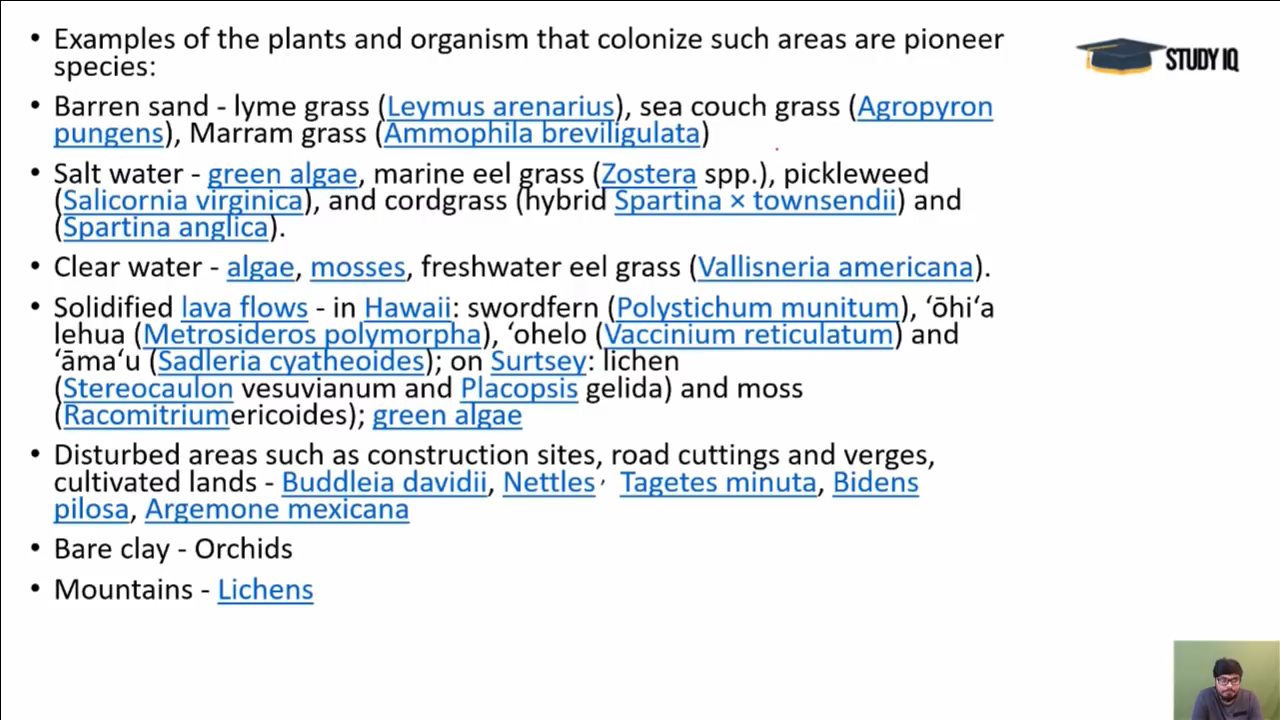 • Examples of the plants and organism that colonize such areas are pioneer
species:
STUDY IQ
• Barren sand - lyme grass (Leymus arenarius), sea couch grass (Agropyron
pungens), Marram grass (Ammophila breviligulata)
• Salt water - green algae, marine eel grass (Zostera spp.), pickleweed
(Salicornia virginica), and cordgrass (hybrid Spartina × townsendii) and
(Spartina anglica).
• Clear water - algae, mosses, freshwater eel grass (Vallisneria americana).
• Solidified lava flows - in Hawaii: swordfern (Polystichum munitum), ‘ōhi‘a
lehua (Metrosideros polymorpha), ‘ohelo (Vaccinium reticulatum) and
‘āma‘u (Sadleria cyatheoides); on Surtsey: lichen
(Stereocaulon vesuvianum and Placopsis gelida) and moss
(Racomitriumericoides); green algae
• Disturbed areas such as construction sites, road cuttings and verges,
cultivated lands - Buddleia davidii, Nettles, Tagetes minuta, Bidens
pilosa, Argemone mexicana
• Bare clay - Orchids
• Mountains - Lichens